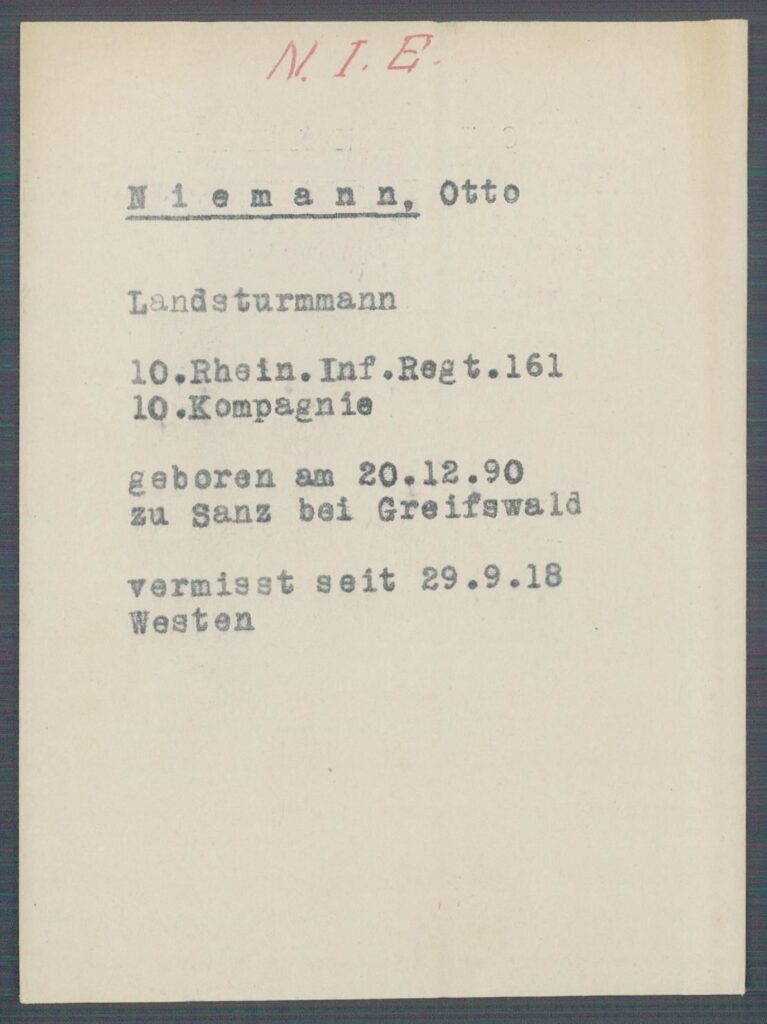 N. I. E.
N i e m a n n, Otto
Landsturmmann
10.Rhein.Inf.Regt.161
10.Kompagnie
geboren am 20.12.90
zu Sanz bei Greifswald
vermisst seit 29.9.18
Westen